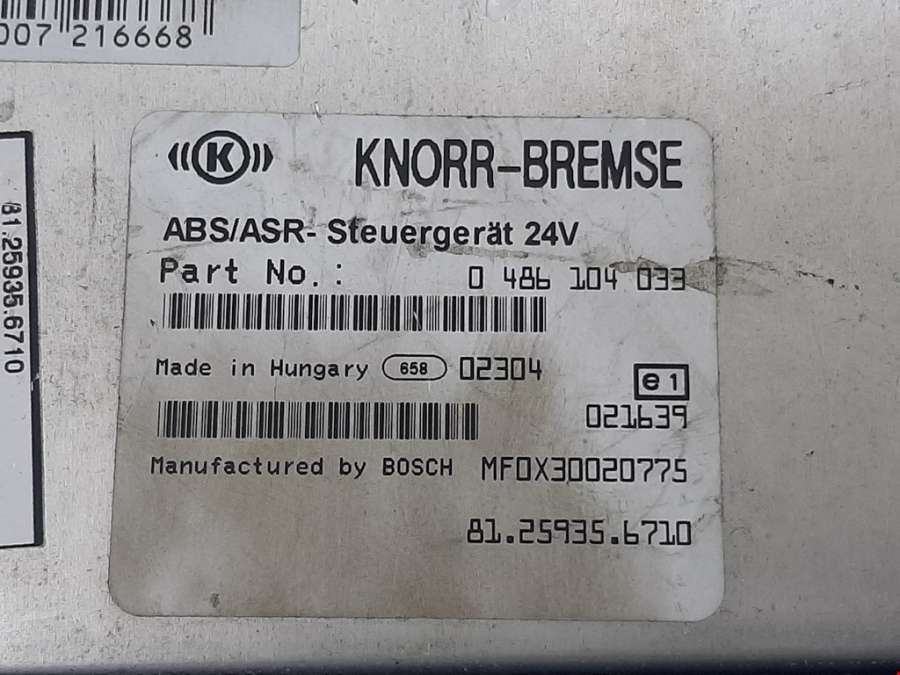 007 216668
81.25935.6710
K
KNORR-BREMSE
ABS/ASR- Steuergerät 24V
Part No.: 0 486 104 033
Made in Hungary 658 02304
e1
021639
Manufactured by BOSCH MF0X30020775
81.25935.6710